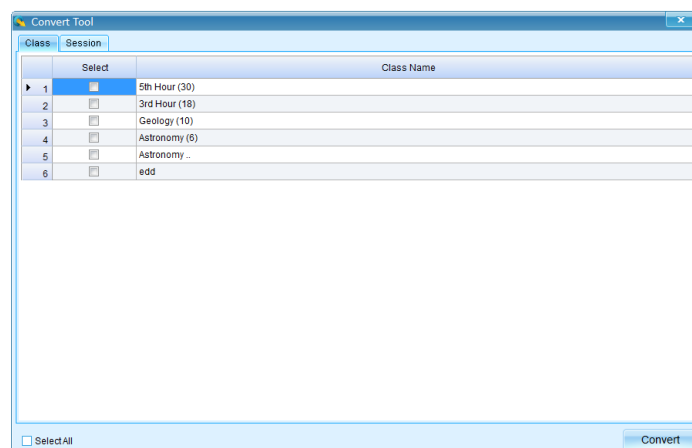 Convert Tool
Class Session
Select Class Name
1 5th Hour (30)
2 3rd Hour (18)
3 Geology (10)
4 Astronomy (6)
5 Astronomy ..
6 edd
Select All Convert